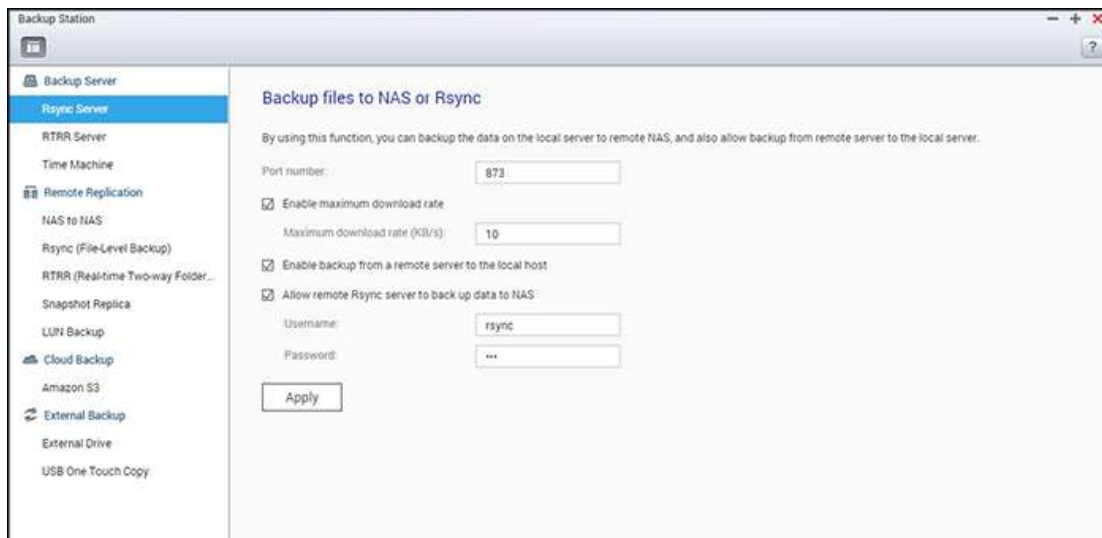 Backup Station
?
Backup Server
Rsync Server
RTRR Server
Time Machine
Remote Replication
NAS to NAS
Rsync (File-Level Backup)
RTRR (Real-time Two-way Folder...
Snapshot Replica
LUN Backup
Cloud Backup
Amazon S3
External Backup
External Drive
USB One Touch Copy
Backup files to NAS or Rsync
By using this function, you can backup the data on the local server to remote NAS, and also allow backup from remote server to the local server.
Port number: 873
Enable maximum download rate
Maximum download rate (KB/s): 10
Enable backup from a remote server to the local host
Allow remote Rsync server to back up data to NAS
Username: rsync
Password: •••
Apply